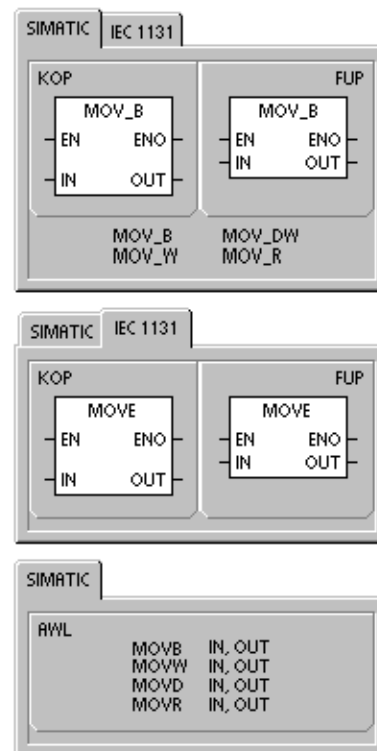 SIMATIC IEC 1131
KOP FUP
MOV_B MOV_B
EN ENO EN ENO
IN OUT IN OUT
MOV_B MOV_DW
MOV_W MOV_R
SIMATIC IEC 1131
KOP FUP
MOVE MOVE
EN ENO EN ENO
IN OUT IN OUT
SIMATIC
AWL
MOVB IN, OUT
MOVW IN, OUT
MOVD IN, OUT
MOVR IN, OUT